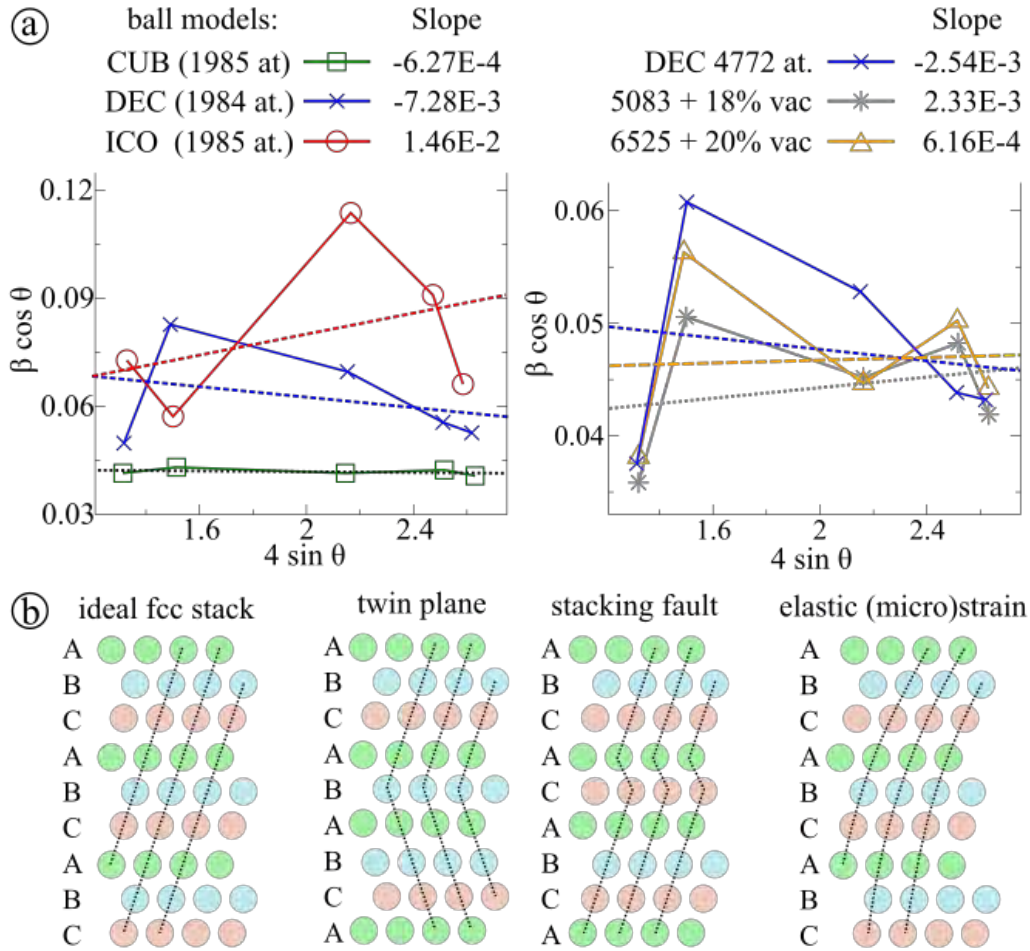 a
ball models: Slope
CUB (1985 at) -6.27E-4
DEC (1984 at.) -7.28E-3
ICO (1985 at.) 1.46E-2
Slope
DEC 4772 at. -2.54E-3
5083 + 18% vac 2.33E-3
6525 + 20% vac 6.16E-4
0.12
0.09
0.06
0.03
β cos θ
1.6 2 2.4
4 sin θ
0.06
0.05
0.04
β cos θ
1.6 2 2.4
4 sin θ
b
ideal fcc stack
A
B
C
A
B
C
A
B
C
twin plane
A
B
C
A
B
A
B
C
A
stacking fault
A
B
C
A
C
A
B
C
A
elastic (micro)strain
A
B
C
A
B
C
A
B
C